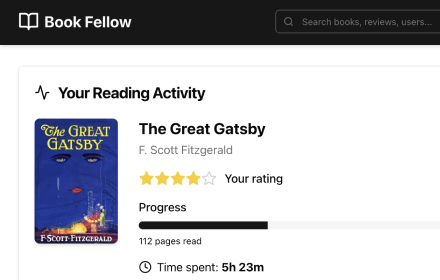 Book Fellow
Search books, reviews, users...
Your Reading Activity
The GREAT
GATSBY
F·SCOTT·FITZGERALD
The Great Gatsby
F. Scott Fitzgerald
Your rating
Progress
112 pages read
Time spent: 5h 23m